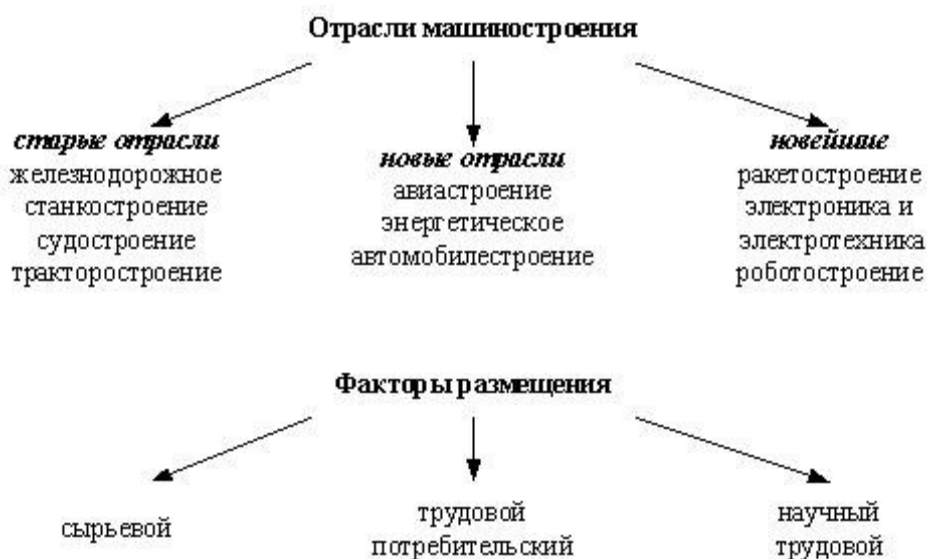 Отрасли машиностроения
старые отрасли
железнодорожное
станкостроение
судостроение
тракторостроение
новые отрасли
авиастроение
энергетическое
автомобилестроение
новейшие
ракетостроение
электроника и
электротехника
роботостроение
Факторы размещения
сырьевой
трудовой
потребительский
научный
трудовой